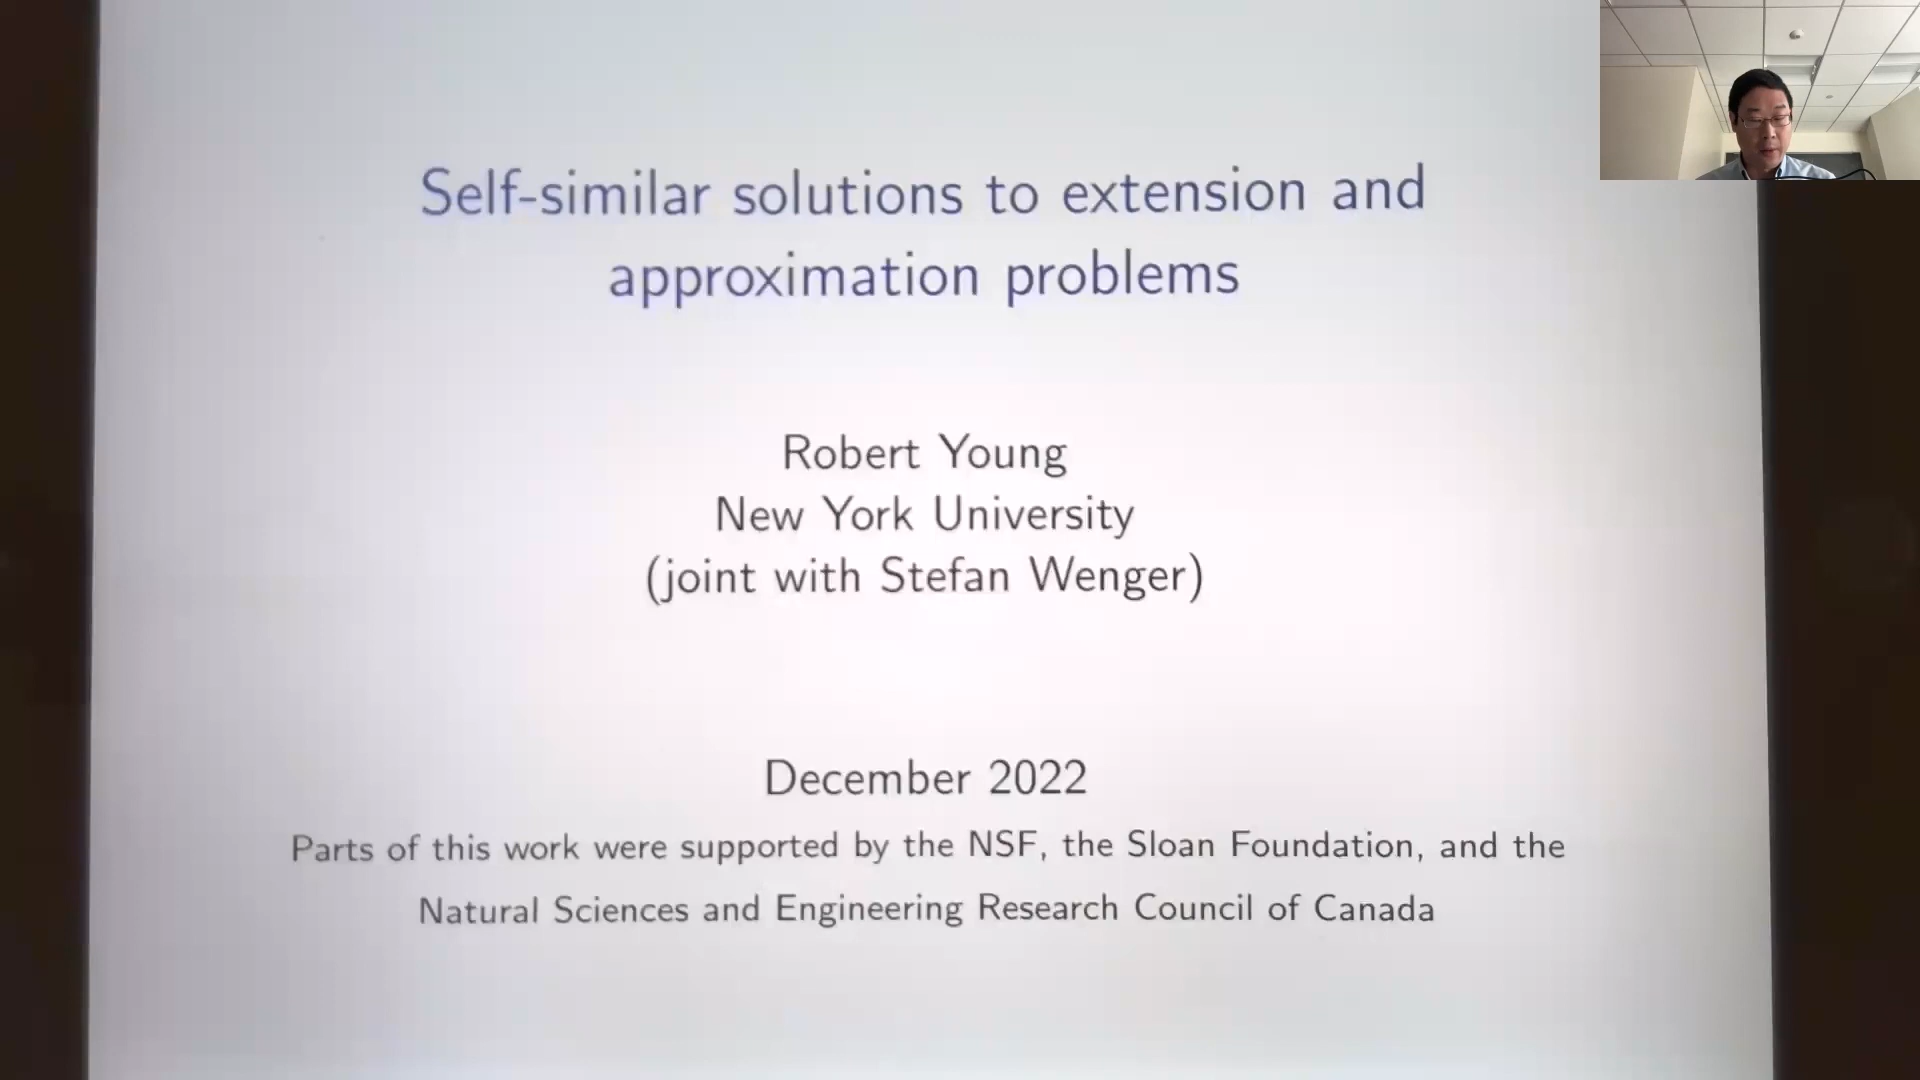 Self-similar solutions to extension and
approximation problems
Robert Young
New York University
(joint with Stefan Wenger)
December 2022
Parts of this work were supported by the NSF, the Sloan Foundation, and the
Natural Sciences and Engineering Research Council of Canada